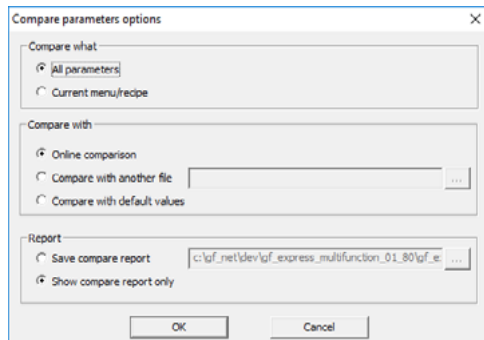 Compare parameters options
Compare what
All parameters
Current menu/recipe
Compare with
Online comparison
Compare with another file
...
Compare with default values
Report
Save compare report
c:\gf_net\dev\gf_express_multifunction_01_80\gf_e:
...
Show compare report only
OK
Cancel